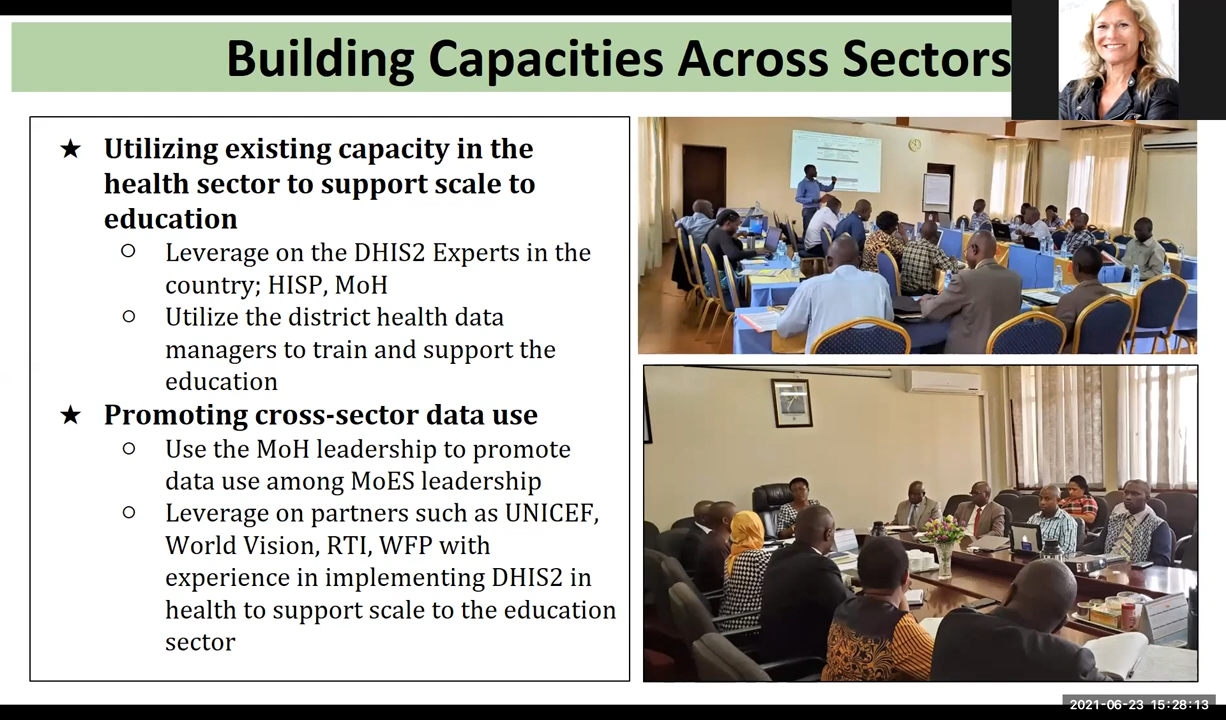 Building Capacities Across Sectors
★ Utilizing existing capacity in the
health sector to support scale to
education
○ Leverage on the DHIS2 Experts in the
country; HISP, MoH
○ Utilize the district health data
managers to train and support the
education
★ Promoting cross-sector data use
○ Use the MoH leadership to promote
data use among MoES leadership
○ Leverage on partners such as UNICEF,
World Vision, RTI, WFP with
experience in implementing DHIS2 in
health to support scale to the education
sector
2021-06-23 15:28:13